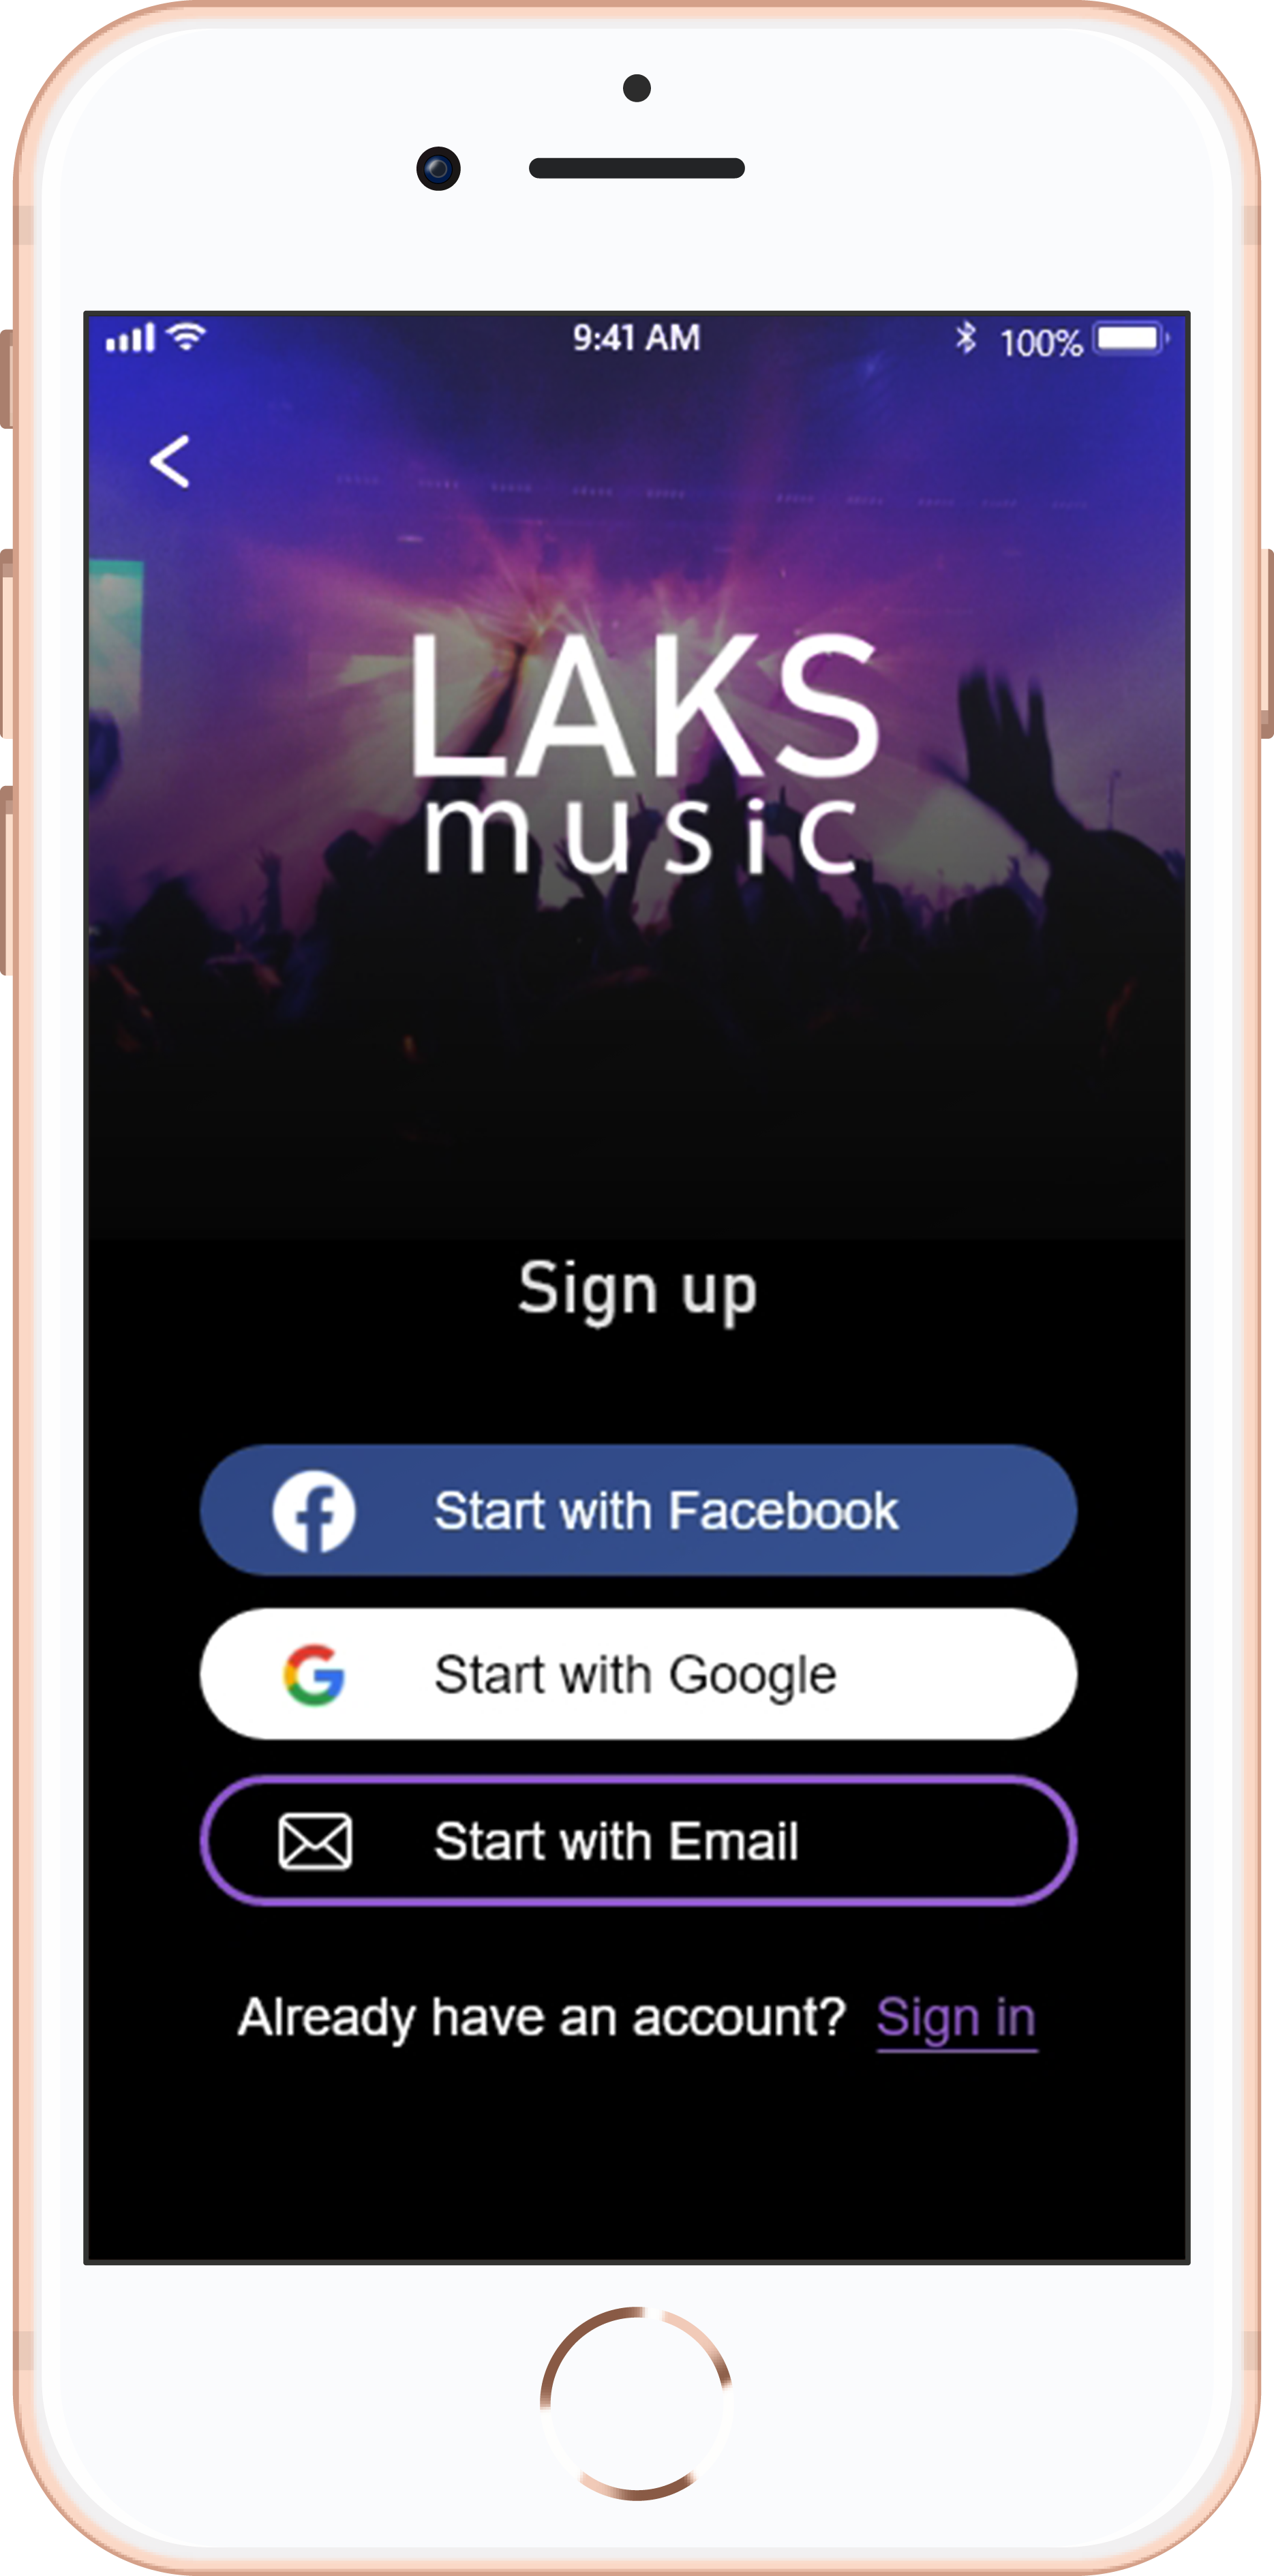 9:41 AM
100%
LAKS
music
Sign up
Start with Facebook
Start with Google
Start with Email
Already have an account? Sign in